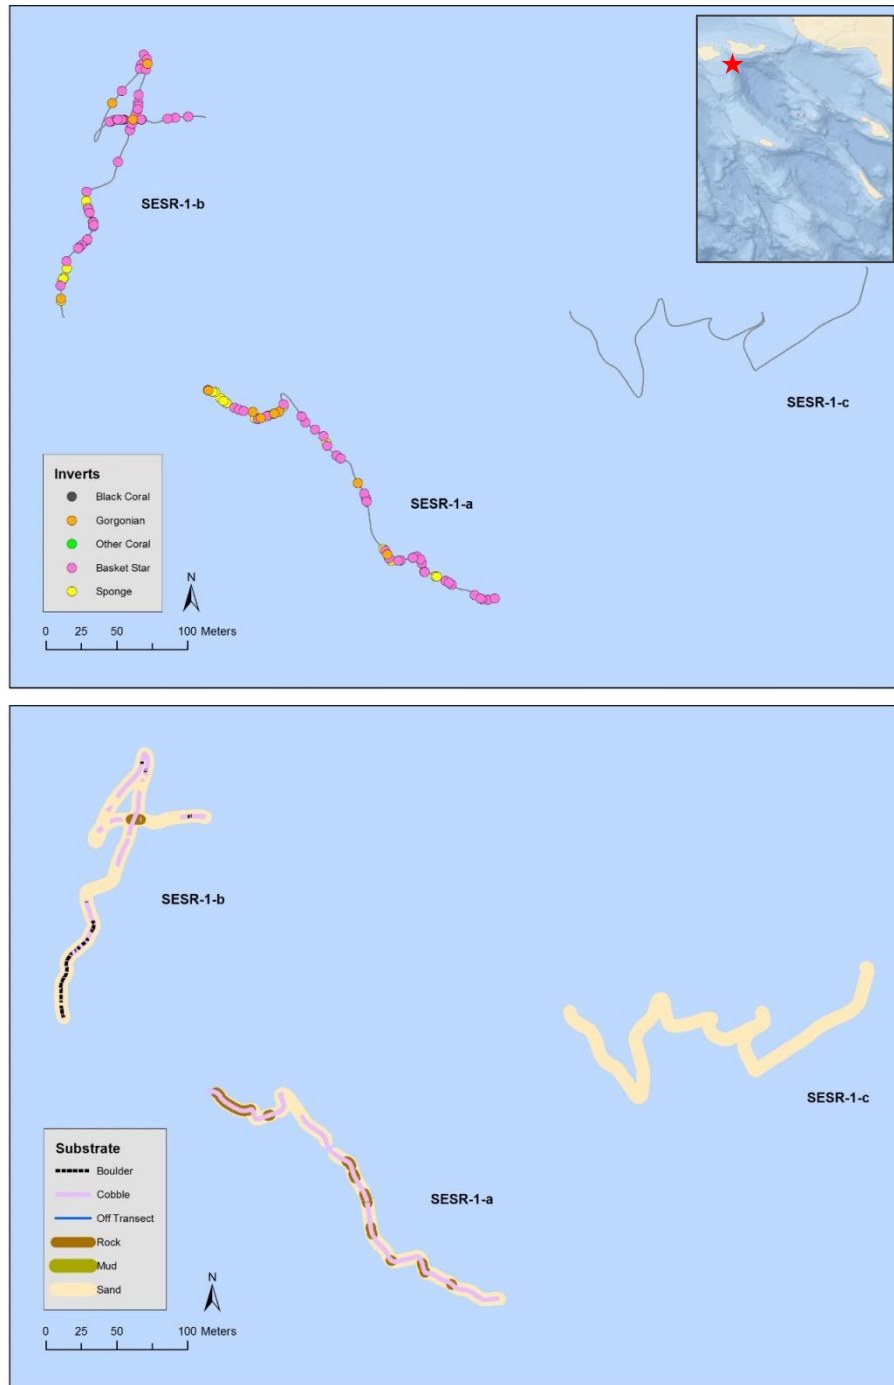 SESR-1-b
SESR-1-c
SESR-1-a
Inverts
Black Coral
Gorgonian
Other Coral
Basket Star
Sponge
N
0 25 50 100 Meters
SESR-1-b
SESR-1-c
SESR-1-a
Substrate
Boulder
Cobble
Off Transect
Rock
Mud
Sand
N
0 25 50 100 Meters